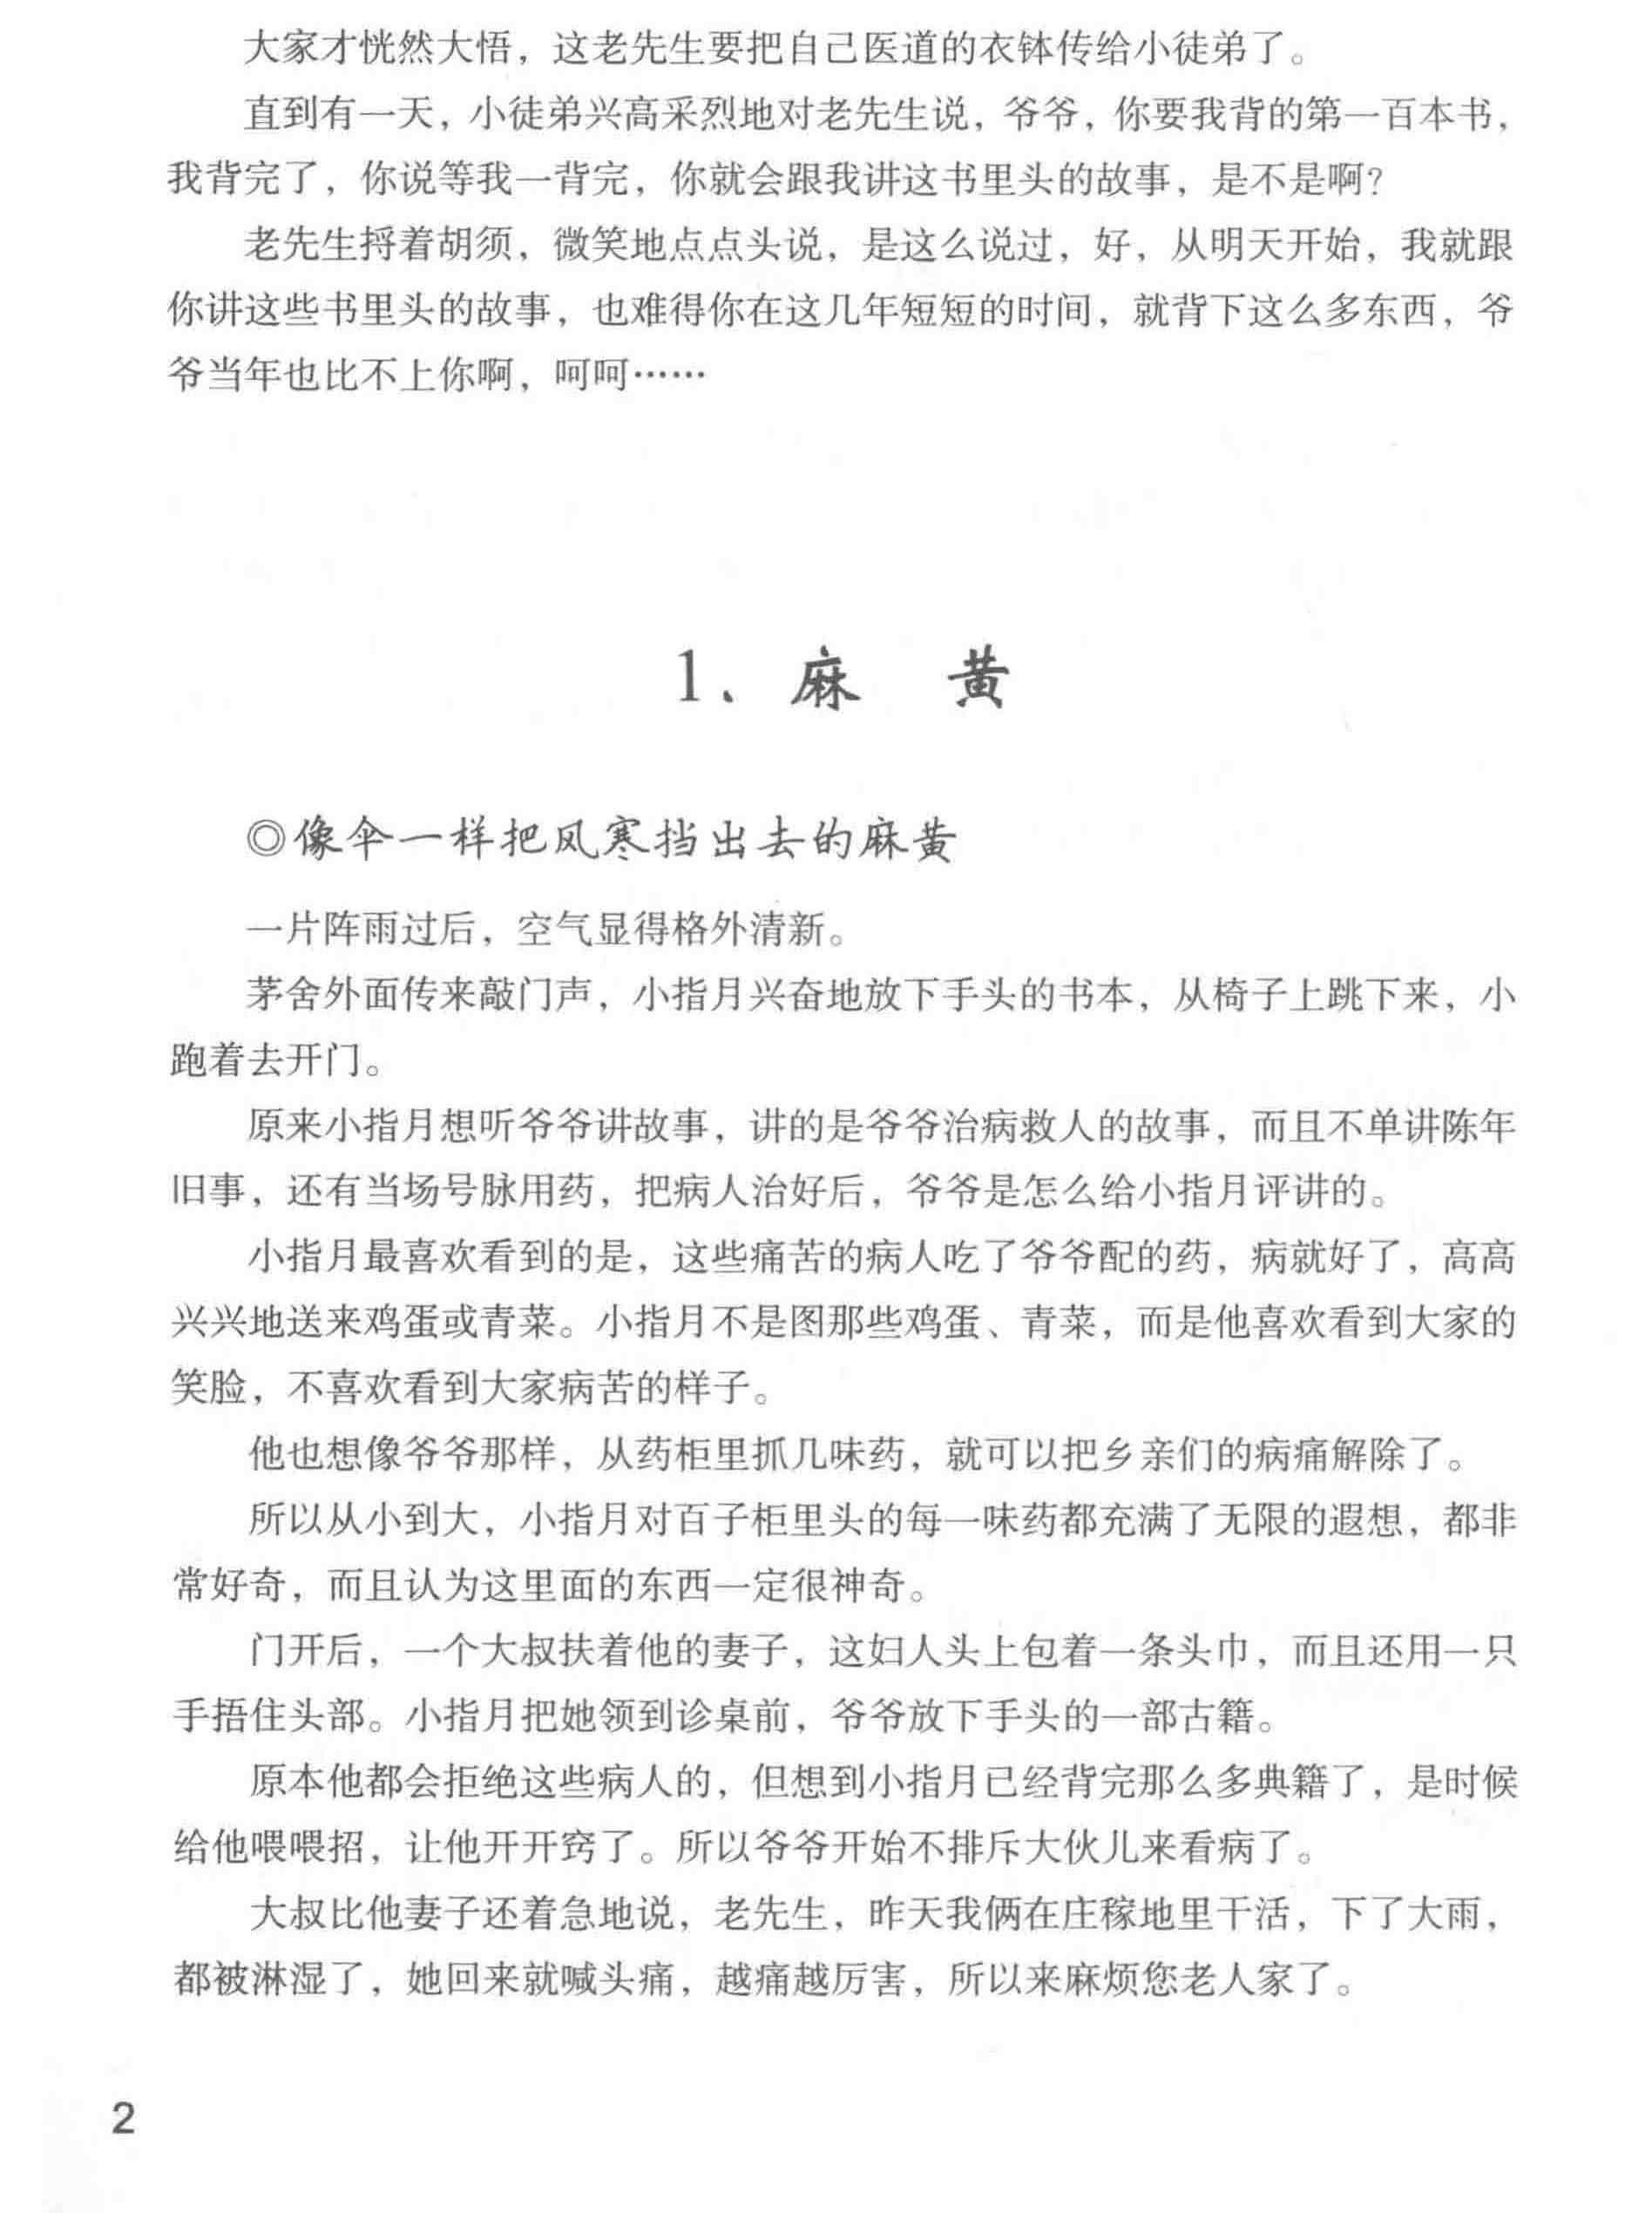 大家才恍然大悟，这老先生要把自己医道的衣钵传给小徒弟了。
直到有一天，小徒弟兴高采烈地对老先生说，爷爷，你要我背的第一百本书，
我背完了，你说等我一背完，你就会跟我讲这书里头的故事，是不是啊？
老先生捋着胡须，微笑地点点头说，是这么说过，好，从明天开始，我就跟
你讲这些书里头的故事，也难得你在这几年短短的时间，就背下这么多东西，爷
爷当年也比不上你啊，呵呵……
1、麻　黄
◎像伞一样把风寒挡出去的麻黄
一片阵雨过后，空气显得格外清新。
茅舍外面传来敲门声，小指月兴奋地放下手头的书本，从椅子上跳下来，小
跑着去开门。
原来小指月想听爷爷讲故事，讲的是爷爷治病救人的故事，而且不单讲陈年
旧事，还有当场号脉用药，把病人治好后，爷爷是怎么给小指月评讲的。
小指月最喜欢看到的是，这些痛苦的病人吃了爷爷配的药，病就好了，高高
兴兴地送来鸡蛋或青菜。小指月不是图那些鸡蛋、青菜，而是他喜欢看到大家的
笑脸，不喜欢看到大家病苦的样子。
他也想像爷爷那样，从药柜里抓几味药，就可以把乡亲们的病痛解除了。
所以从小到大，小指月对百子柜里头的每一味药都充满了无限的遐想，都非
常好奇，而且认为这里面的东西一定很神奇。
门开后，一个大叔扶着他的妻子，这妇人头上包着一条头巾，而且还用一只
手捂住头部。小指月把她领到诊桌前，爷爷放下手头的一部古籍。
原本他都会拒绝这些病人的，但想到小指月已经背完那么多典籍了，是时候
给他喂喂招，让他开开窍了。所以爷爷开始不排斥大伙儿来看病了。
大叔比他妻子还着急地说，老先生，昨天我俩在庄稼地里干活，下了大雨，
都被淋湿了，她回来就喊头痛，越痛越厉害，所以来麻烦您老人家了。
2